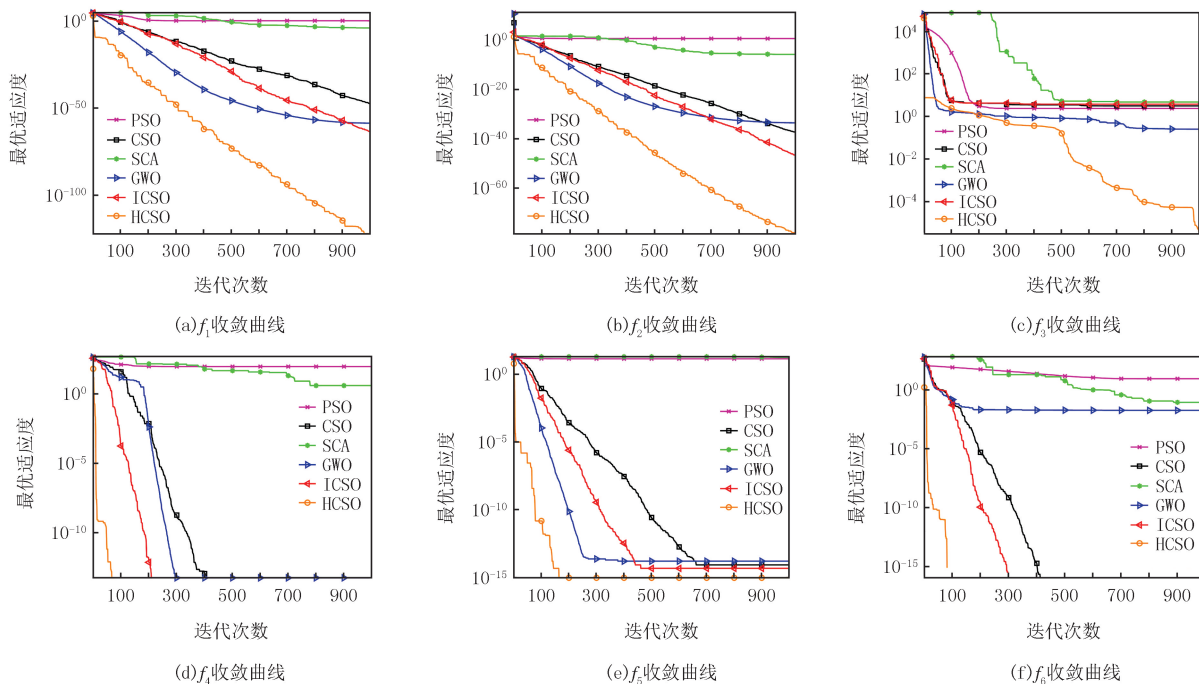 最优适应度
10^0
10^-50
10^-100
PSO
CSO
SCA
GWO
ICSO
HCSO
100 300 500 700 900
迭代次数
(a)f₁收敛曲线
最优适应度
10^0
10^-20
10^-40
10^-60
PSO
CSO
SCA
GWO
ICSO
HCSO
100 300 500 700 900
迭代次数
(b)f₂收敛曲线
最优适应度
10^4
10^2
10^0
10^-2
10^-4
PSO
CSO
SCA
GWO
ICSO
HCSO
100 300 500 700 900
迭代次数
(c)f₃收敛曲线
最优适应度
10^0
10^-5
10^-10
PSO
CSO
SCA
GWO
ICSO
HCSO
100 300 500 700 900
迭代次数
(d)f₄收敛曲线
最优适应度
10^0
10^-5
10^-10
10^-15
PSO
CSO
SCA
GWO
ICSO
HCSO
100 300 500 700 900
迭代次数
(e)f₅收敛曲线
最优适应度
10^0
10^-5
10^-10
10^-15
PSO
CSO
SCA
GWO
ICSO
HCSO
100 300 500 700 900
迭代次数
(f)f₆收敛曲线